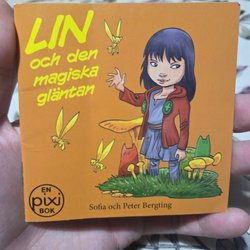 LIN
och den
magiska
gläntan
EN
pixi
BOK
Sofia och Peter Bergting